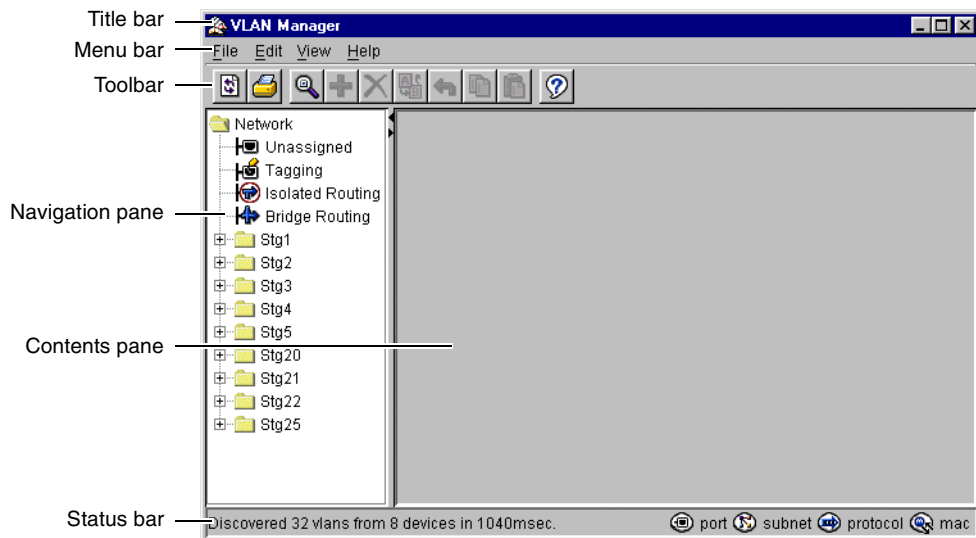 Title bar
VLAN Manager
Menu bar
File Edit View Help
Toolbar
Network
Unassigned
Tagging
Isolated Routing
Navigation pane
Bridge Routing
Stg1
Stg2
Stg3
Stg4
Stg5
Contents pane
Stg20
Stg21
Stg22
Stg25
Status bar
Discovered 32 vlans from 8 devices in 1040msec.
port subnet protocol mac